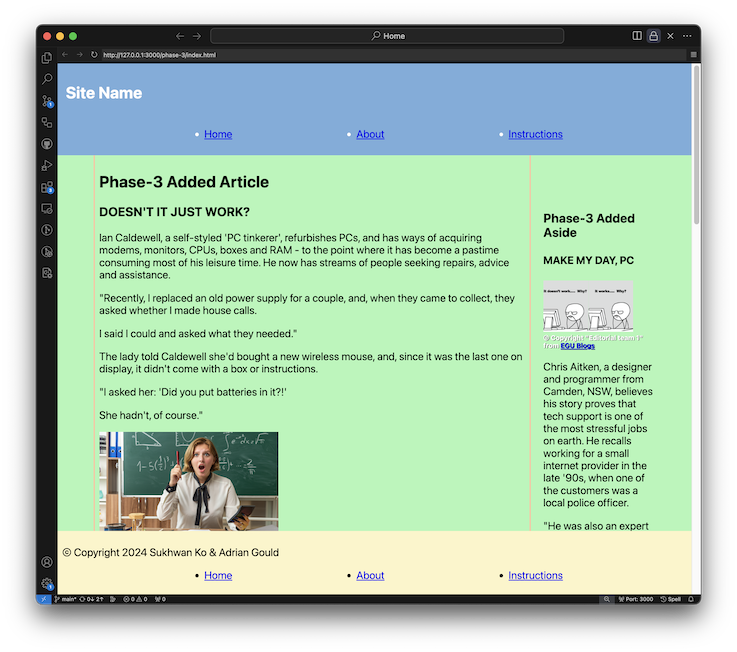 Home
http://127.0.0.1:3000/phase-3/index.html
Site Name
Home
About
Instructions
Phase-3 Added Article
DOESN'T IT JUST WORK?
Ian Caldewell, a self-styled 'PC tinkerer', refurbishes PCs, and has ways of acquiring
modems, monitors, CPUs, boxes and RAM - to the point where it has become a pastime
consuming most of his leisure time. He now has streams of people seeking repairs, advice
and assistance.
"Recently, I replaced an old power supply for a couple, and, when they came to collect, they
asked whether I made house calls.
I said I could and asked what they needed."
The lady told Caldewell she'd bought a new wireless mouse, and, since it was the last one on
display, it didn't come with a box or instructions.
"I asked her: 'Did you put batteries in it?!'
She hadn't, of course."
Phase-3 Added
Aside
MAKE MY DAY, PC
It doesn't work..... Why?
It works..... Why?
© Copyright "Editorial Team 1"
from EGU Blogs
Chris Aitken, a designer
and programmer from
Camden, NSW, believes
his story proves that
tech support is one of
the most stressful jobs
on earth. He recalls
working for a small
internet provider in the
late '90s, when one of
the customers was a
local police officer.
"He was also an expert
© Copyright 2024 Sukhwan Ko & Adrian Gould
Home
About
Instructions
main* 0↓ 2↑ 0 0 0
Port: 3000 Spell